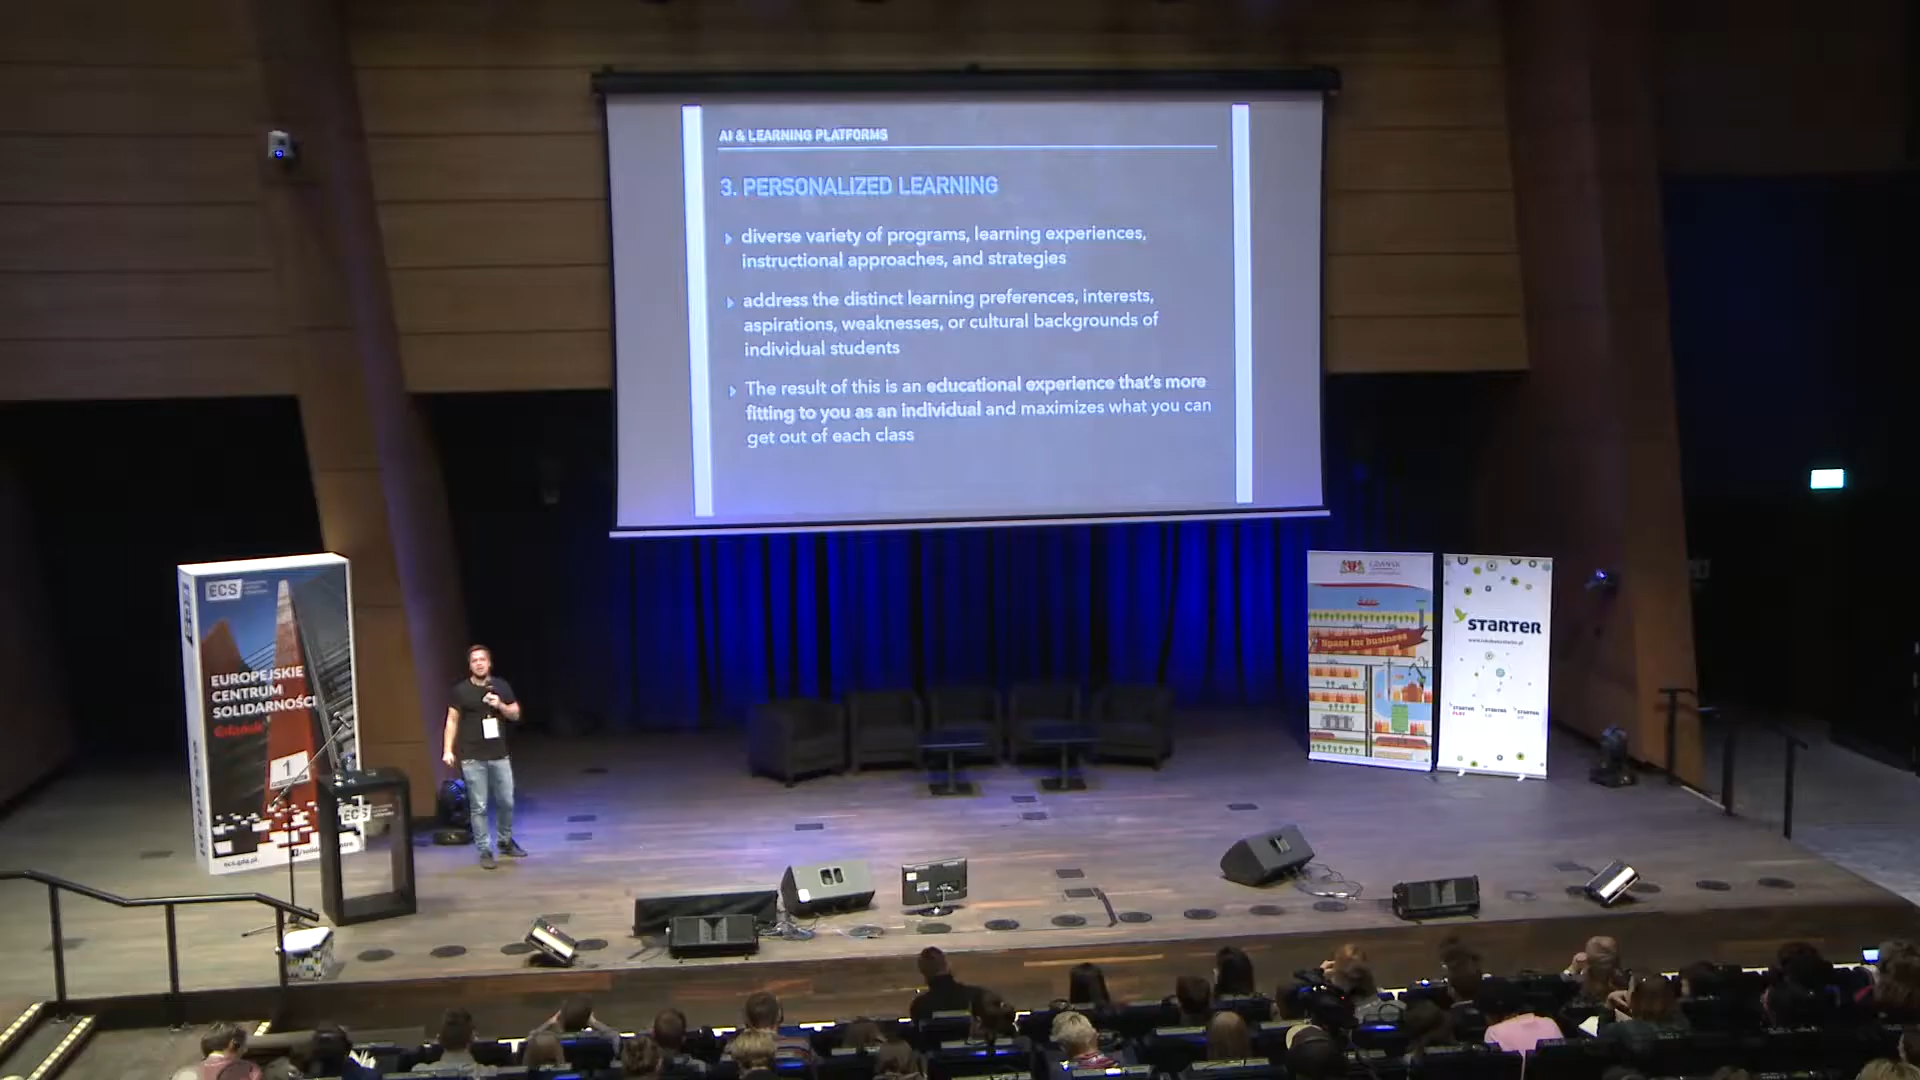 AI & LEARNING PLATFORMS
3. PERSONALIZED LEARNING
diverse variety of programs, learning experiences,
instructional approaches, and strategies
address the distinct learning preferences, interests,
aspirations, weaknesses, or cultural backgrounds of
individual students
The result of this is an educational experience that's more
fitting to you as an individual and maximizes what you can
get out of each class
ECS
EUROPEJSKIE
CENTRUM
SOLIDARNOŚCI
Gdańsk
1
ecs.gda.pl
ECS
GDAŃSK
Space for business
STARTER
STARTER
STARTER
STARTER